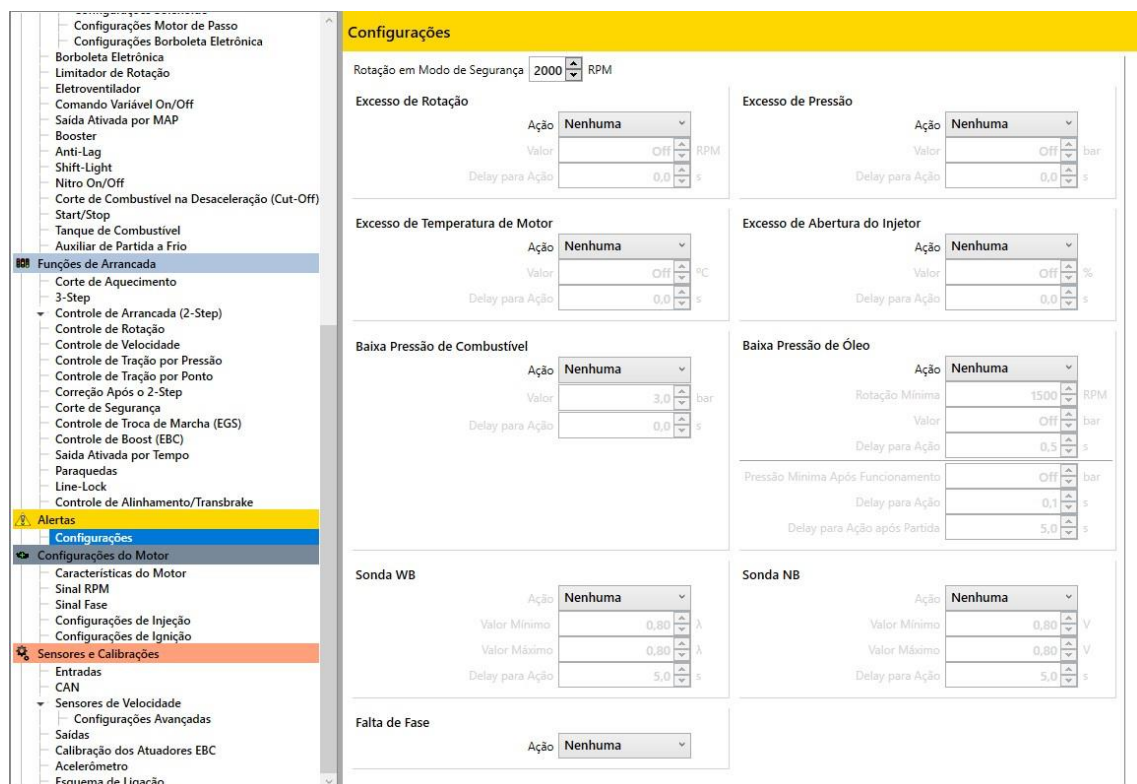 Configurações Motor de Passo
Configurações Borboleta Eletrônica
Borboleta Eletrônica
Limitador de Rotação
Eletroventilador
Comando Variável On/Off
Saída Ativada por MAP
Booster
Anti-Lag
Shift-Light
Nitro On/Off
Corte de Combustível na Desaceleração (Cut-Off)
Start/Stop
Tanque de Combustível
Auxiliar de Partida a Frio
Funções de Arrancada
Corte de Aquecimento
3-Step
Controle de Arrancada (2-Step)
Controle de Rotação
Controle de Velocidade
Controle de Tração por Pressão
Controle de Tração por Ponto
Correção Após o 2-Step
Corte de Segurança
Controle de Troca de Marcha (EGS)
Controle de Boost (EBC)
Saida Ativada por Tempo
Paraquedas
Line-Lock
Controle de Alinhamento/Transbrake
Alertas
Configurações
Configurações do Motor
Características do Motor
Sinal RPM
Sinal Fase
Configurações de Injeção
Configurações de Ignição
Sensores e Calibrações
Entradas
CAN
Sensores de Velocidade
Configurações Avançadas
Saídas
Calibração dos Atuadores EBC
Acelerômetro
Esquema de Ligação
Configurações
Rotação em Modo de Segurança 2000 RPM
Excesso de Rotação
Ação Nenhuma
Valor Off RPM
Delay para Ação 0,0 s
Excesso de Pressão
Ação Nenhuma
Valor Off bar
Delay para Ação 0,0 s
Excesso de Temperatura de Motor
Ação Nenhuma
Valor Off ºC
Delay para Ação 0,0 s
Excesso de Abertura do Injetor
Ação Nenhuma
Valor Off %
Delay para Ação 0,0 s
Baixa Pressão de Combustível
Ação Nenhuma
Valor 3,0 bar
Delay para Ação 0,0 s
Baixa Pressão de Óleo
Ação Nenhuma
Rotação Mínima 1500 RPM
Valor Off bar
Delay para Ação 0,5 s
Pressão Minima Após Funcionamento Off bar
Delay para Ação 0,1 s
Delay para Ação após Partida 5,0 s
Sonda WB
Ação Nenhuma
Valor Mínimo 0,80 λ
Valor Máximo 0,80 λ
Delay para Ação 5,0 s
Sonda NB
Ação Nenhuma
Valor Mínimo 0,80 V
Valor Máximo 0,80 V
Delay para Ação 5,0 s
Falta de Fase
Ação Nenhuma